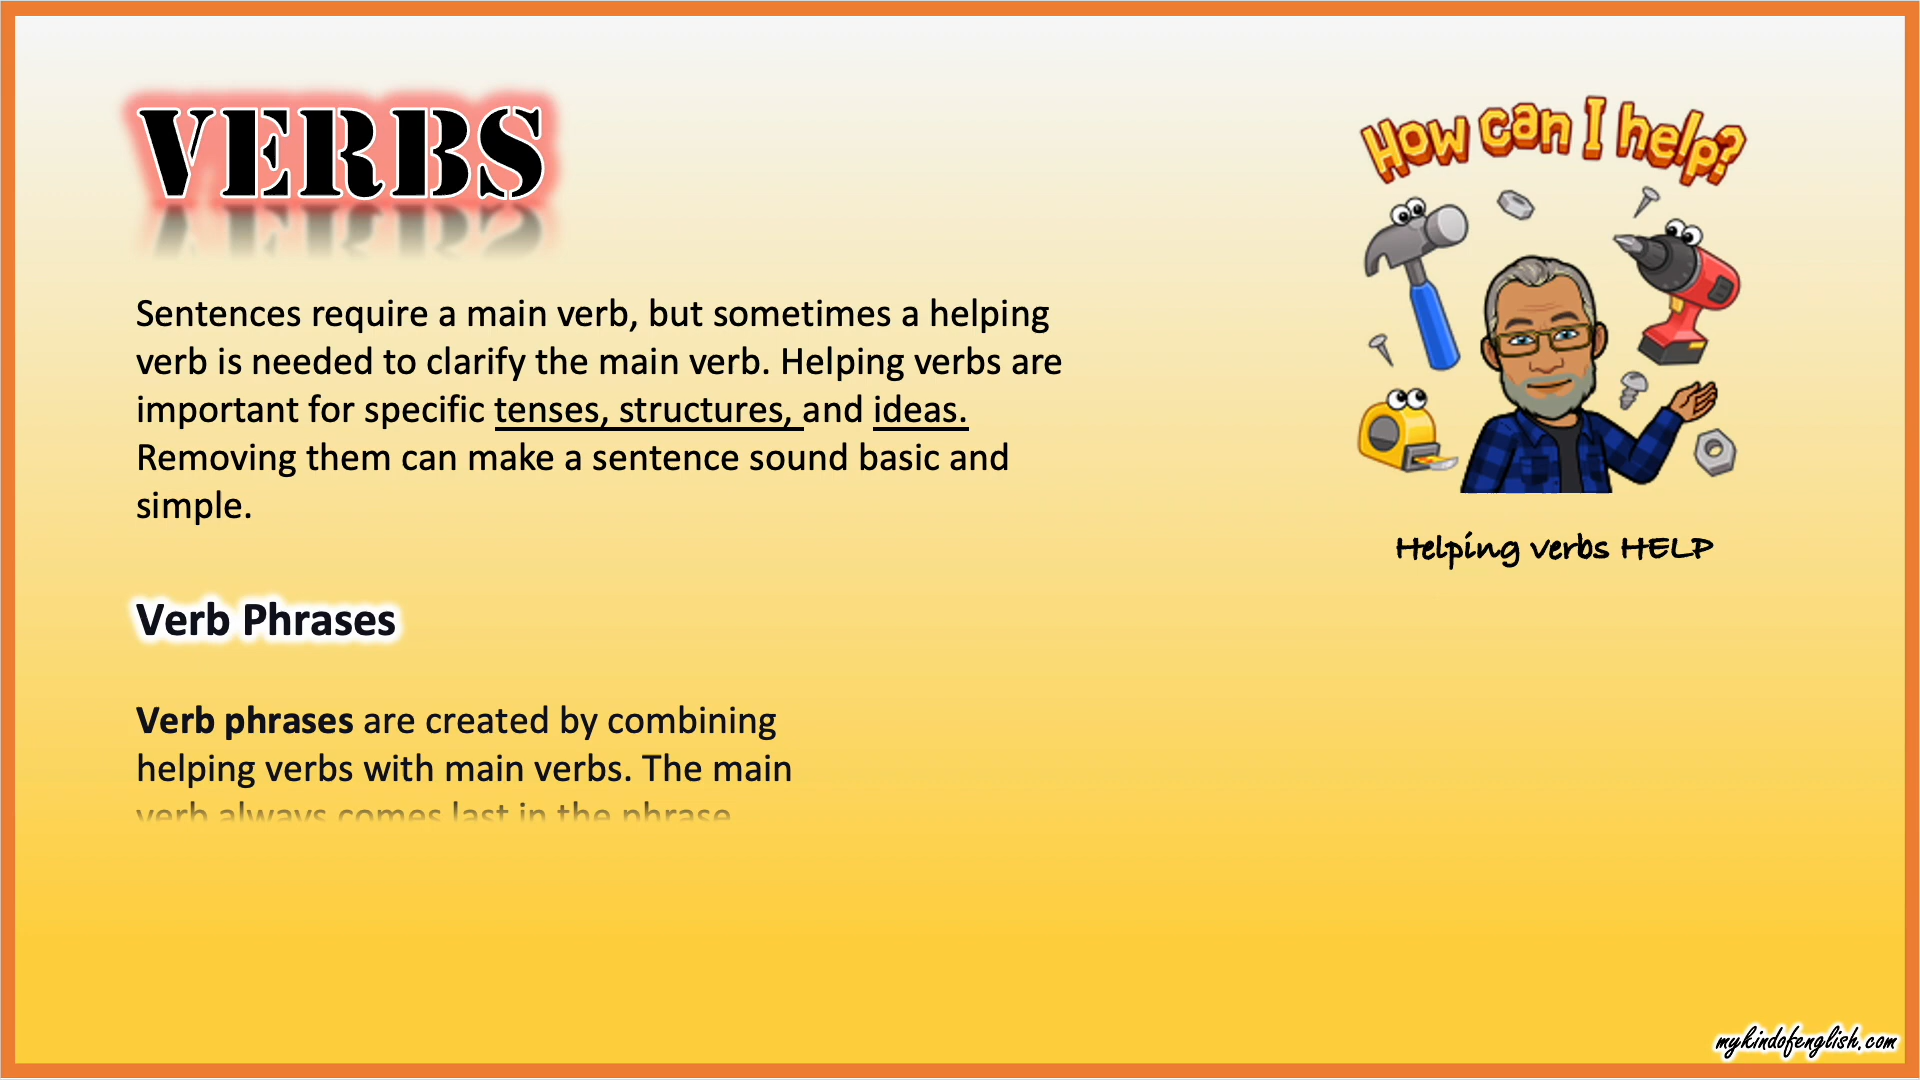 VERBS
Sentences require a main verb, but sometimes a helping
verb is needed to clarify the main verb. Helping verbs are
important for specific tenses, structures, and ideas.
Removing them can make a sentence sound basic and
simple.
How can I help?
Helping verbs HELP
Verb Phrases
Verb phrases are created by combining
helping verbs with main verbs. The main
verb always comes last in the phrase
mykindofenglish.com